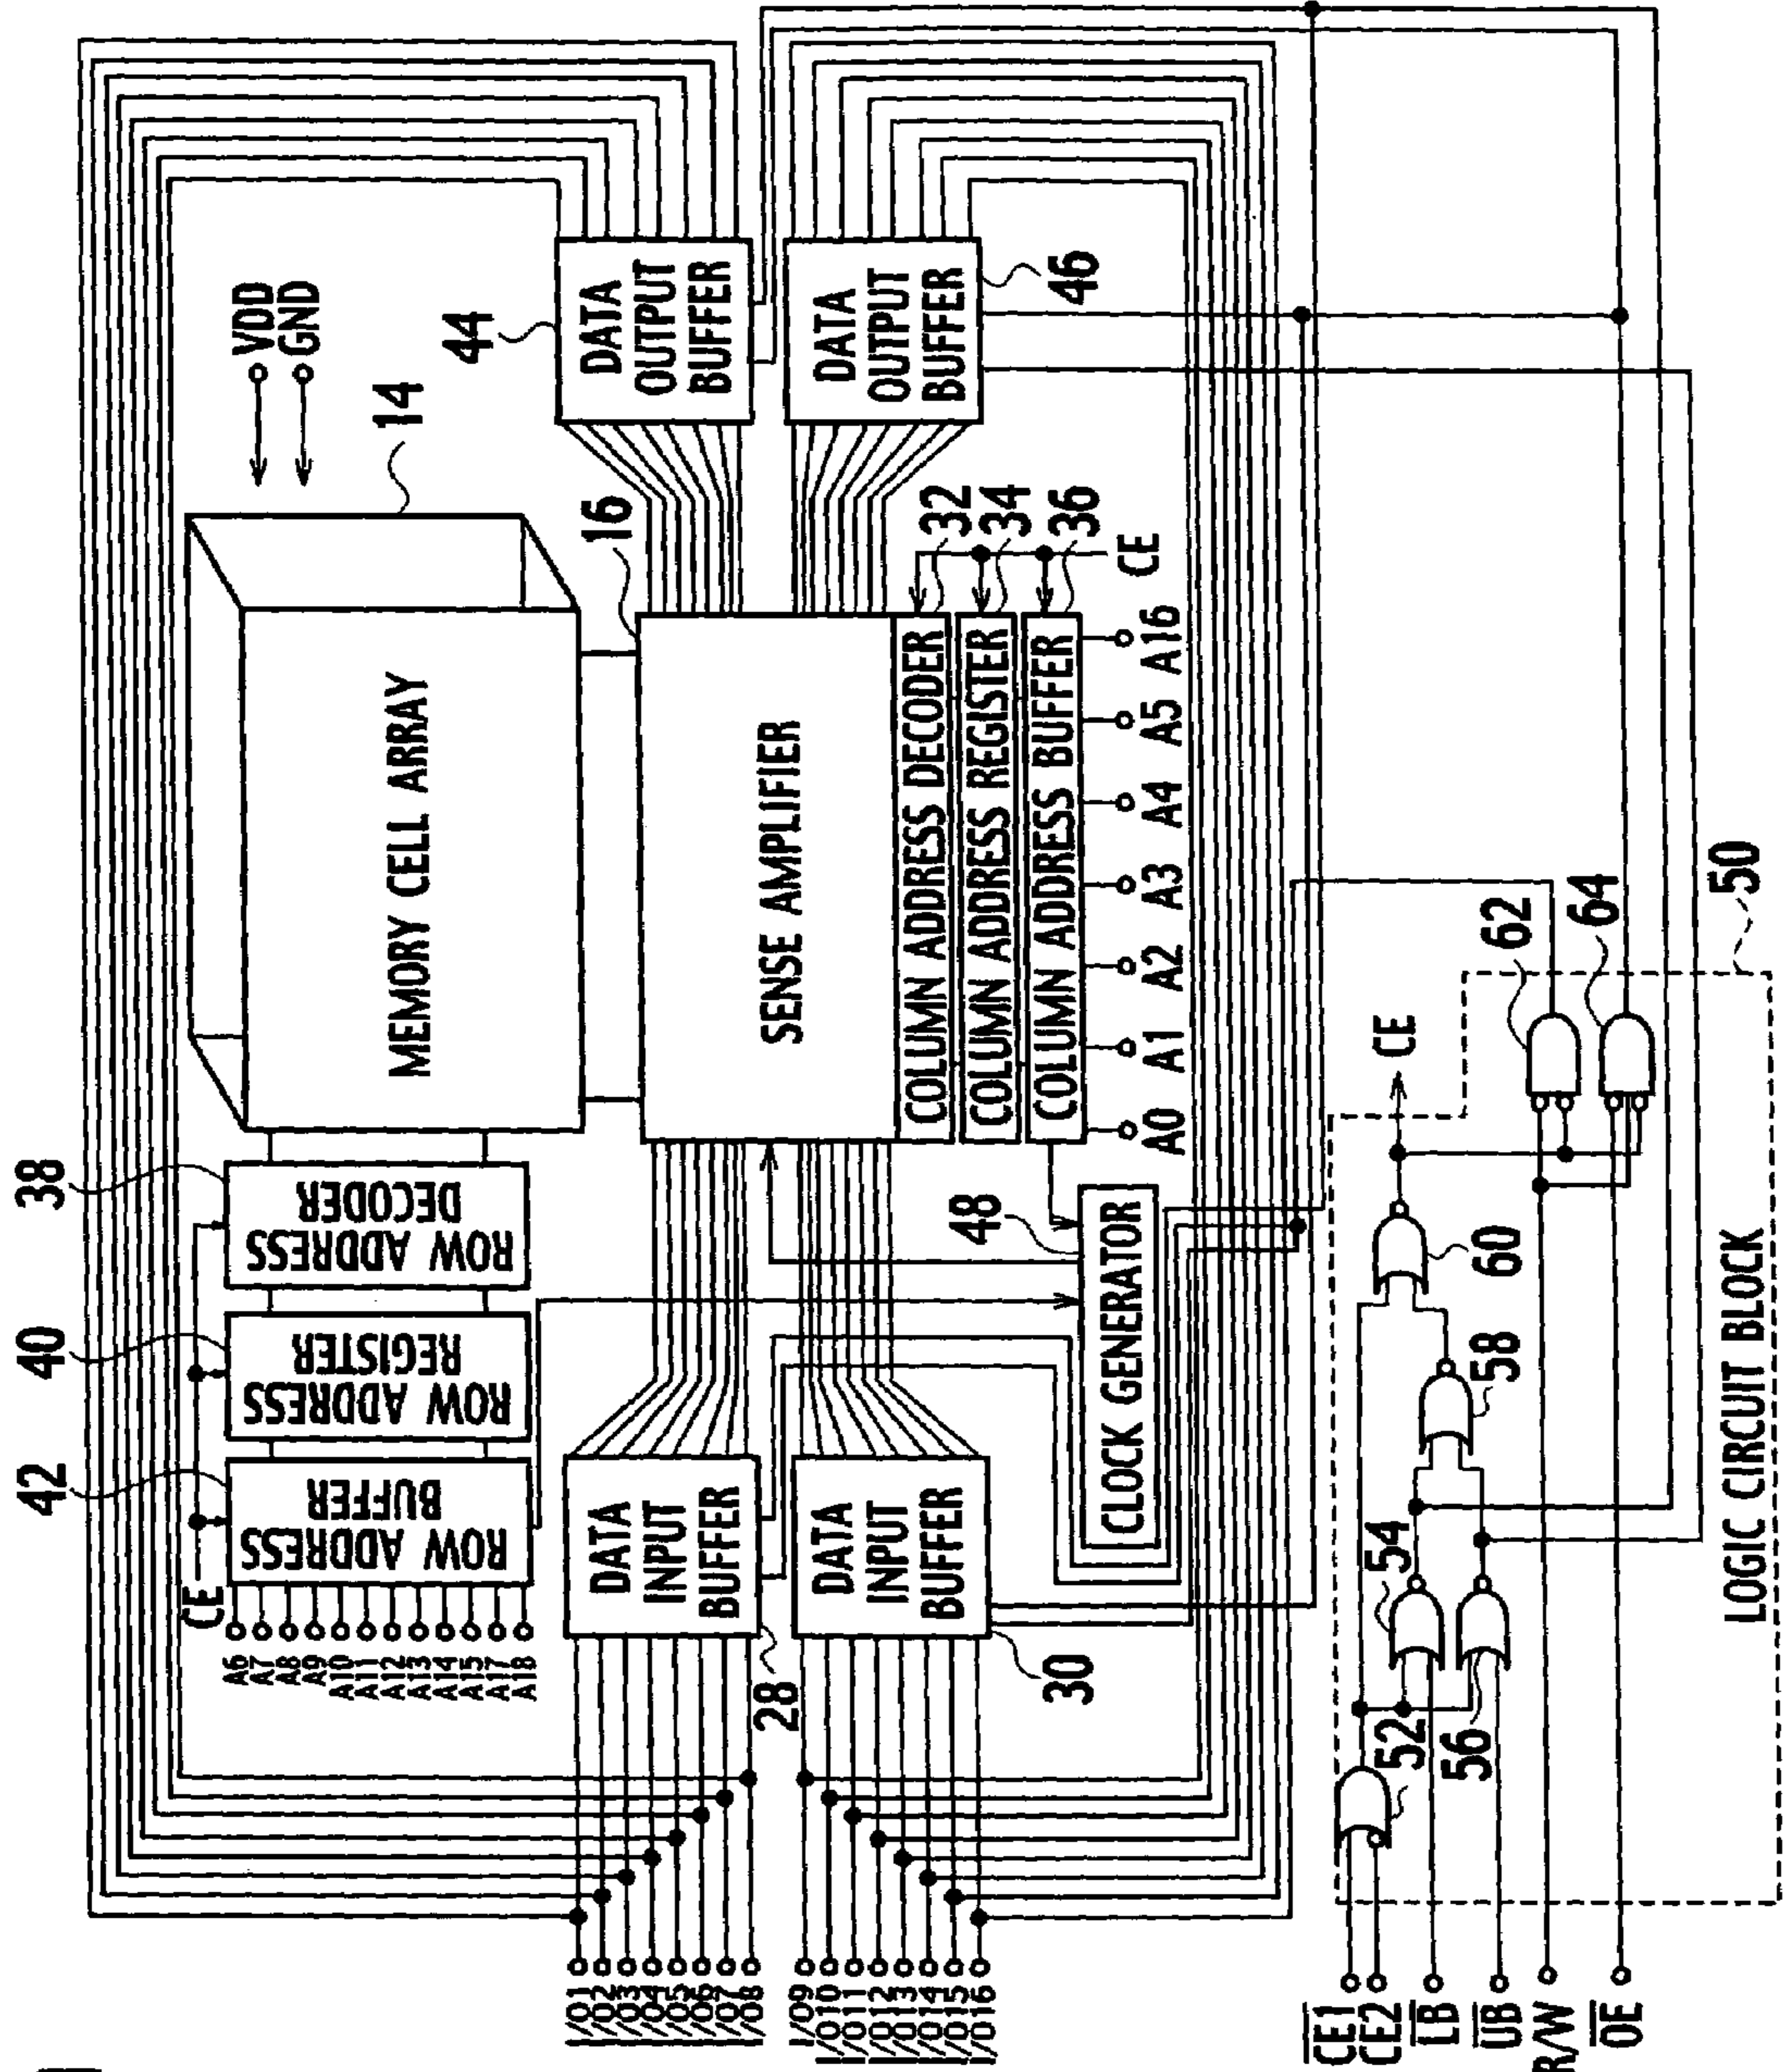 VDD
GND
14
MEMORY CELL ARRAY
38
ROW ADDRESS
DECODER
40
ROW ADDRESS
REGISTER
42
ROW ADDRESS
BUFFER
CE
A6
A7
A8
A9
A10
A11
A12
A13
A14
A15
A17
A18
16
SENSE AMPLIFIER
44
DATA
OUTPUT
BUFFER
DATA
OUTPUT
BUFFER
46
DATA
INPUT
BUFFER
28
DATA
INPUT
BUFFER
30
I/O1
I/O2
I/O3
I/O4
I/O5
I/O6
I/O7
I/O8
I/O9
I/O10
I/O11
I/O12
I/O13
I/O14
I/O15
I/O16
COLUMN ADDRESS DECODER
32
COLUMN ADDRESS REGISTER
34
COLUMN ADDRESS BUFFER
36
CE
A0 A1 A2 A3 A4 A5 A16
48
CLOCK GENERATOR
C̅E̅1̅
CE2
L̅B̅
U̅B̅
R/W
O̅E̅
52
54
56
58
60
CE
62
64
50
LOGIC CIRCUIT BLOCK